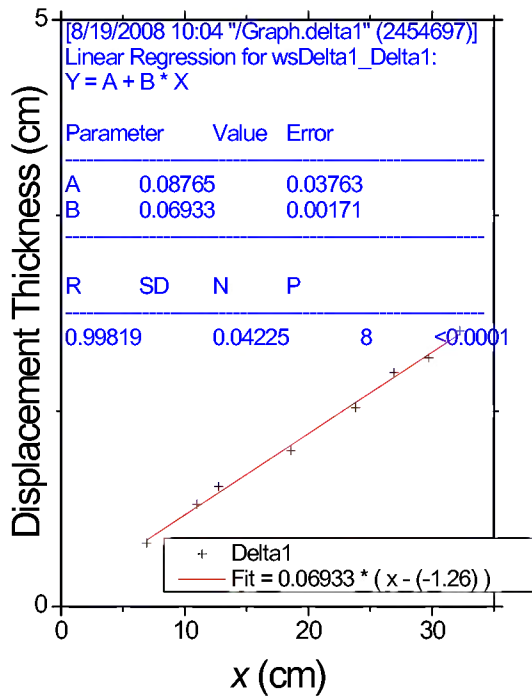 5
[8/19/2008 10:04 "/Graph.delta1" (2454697)]
Linear Regression for wsDelta1_Delta1:
Y = A + B * X
Parameter Value Error
A 0.08765 0.03763
B 0.06933 0.00171
R SD N P
0.99819 0.04225 8 <0.0001
Displacement Thickness (cm)
Delta1
Fit = 0.06933 * ( x - (-1.26) )
0
0 10 20 30
x (cm)